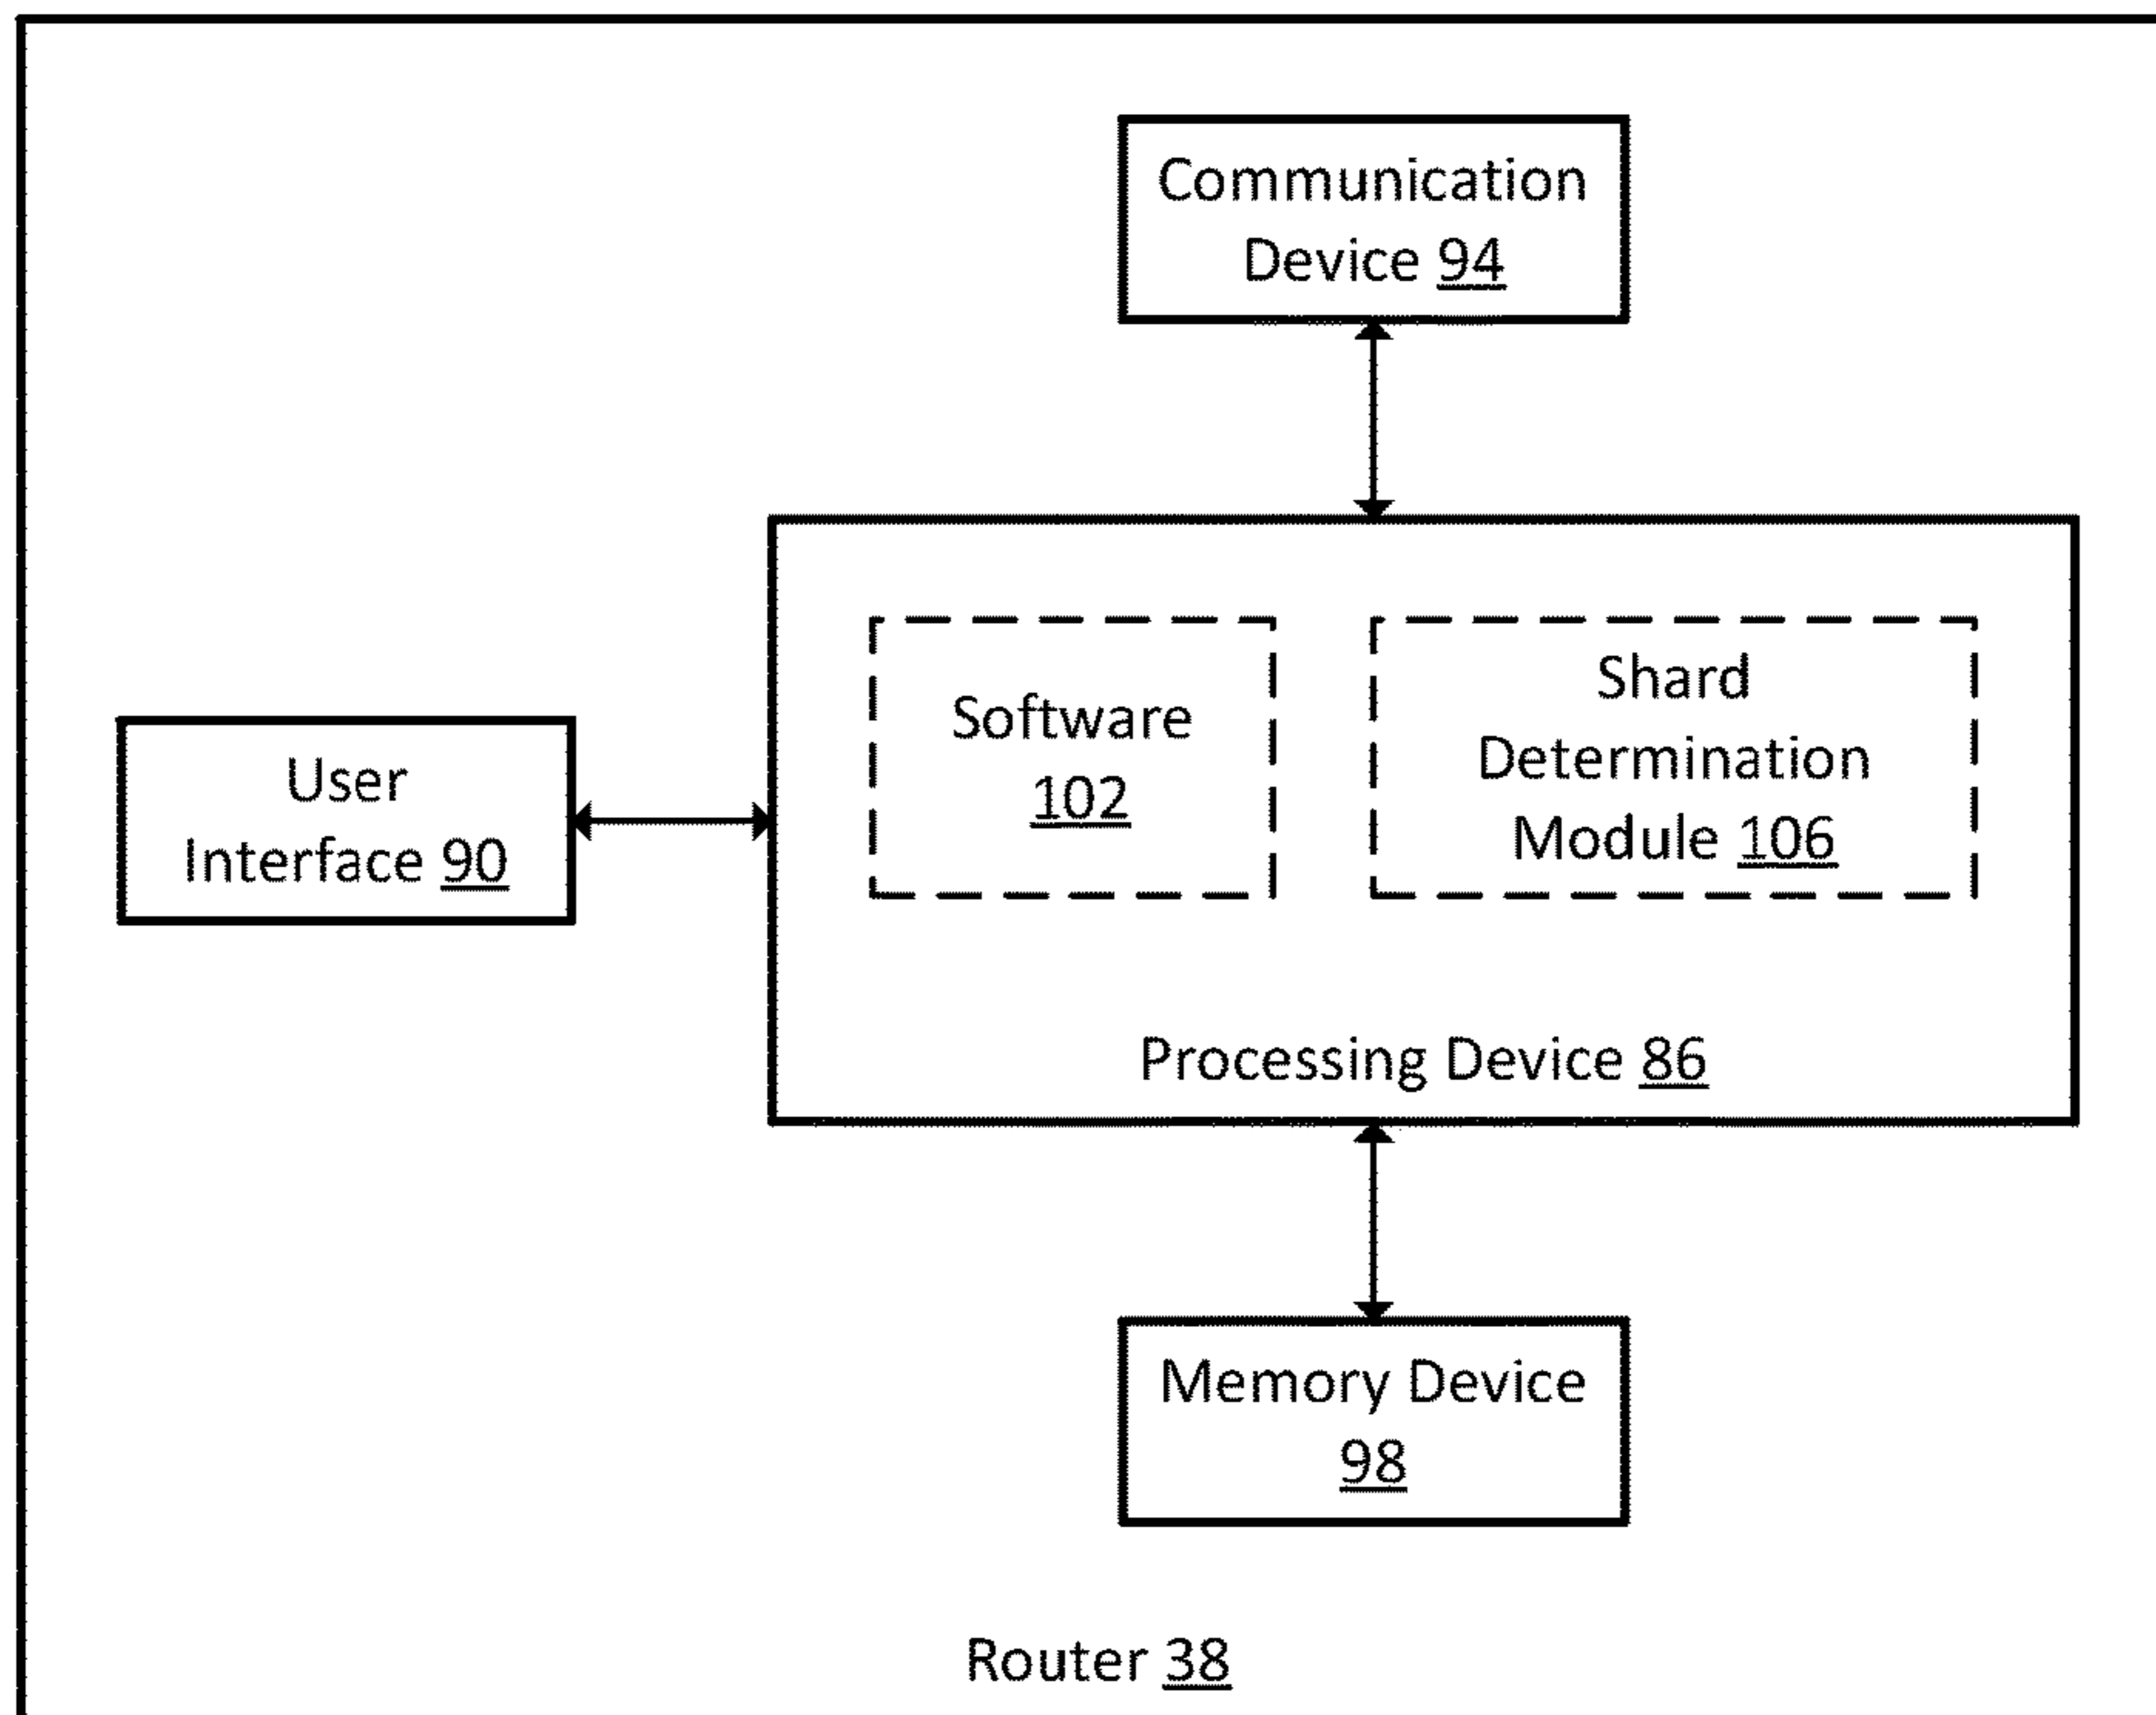 Communication
Device 94
User
Interface 90
Software
102
Shard
Determination
Module 106
Processing Device 86
Memory Device
98
Router 38